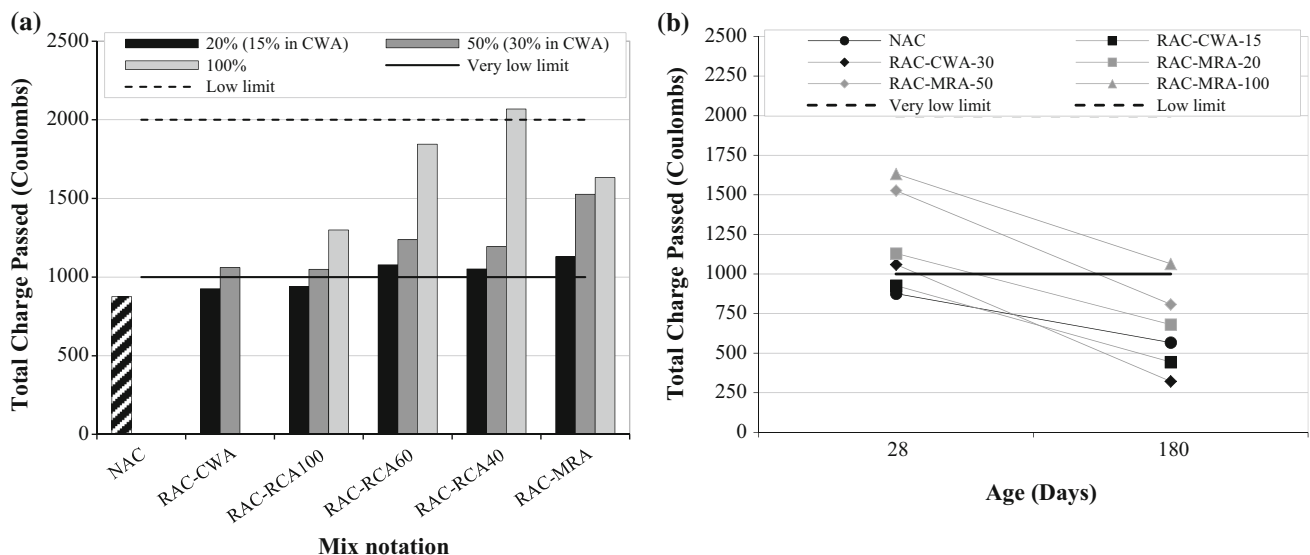 (a)
Total Charge Passed (Coulombs)
2500
2000
1500
1000
500
0
20% (15% in CWA)
50% (30% in CWA)
100%
Very low limit
Low limit
NAC
RAC-CWA
RAC-RCA100
RAC-RCA60
RAC-RCA40
RAC-MRA
Mix notation
(b)
Total Charge Passed (Coulombs)
2500
2250
2000
1750
1500
1250
1000
750
500
250
0
NAC
RAC-CWA-15
RAC-CWA-30
RAC-MRA-20
RAC-MRA-50
RAC-MRA-100
Very low limit
Low limit
28
180
Age (Days)